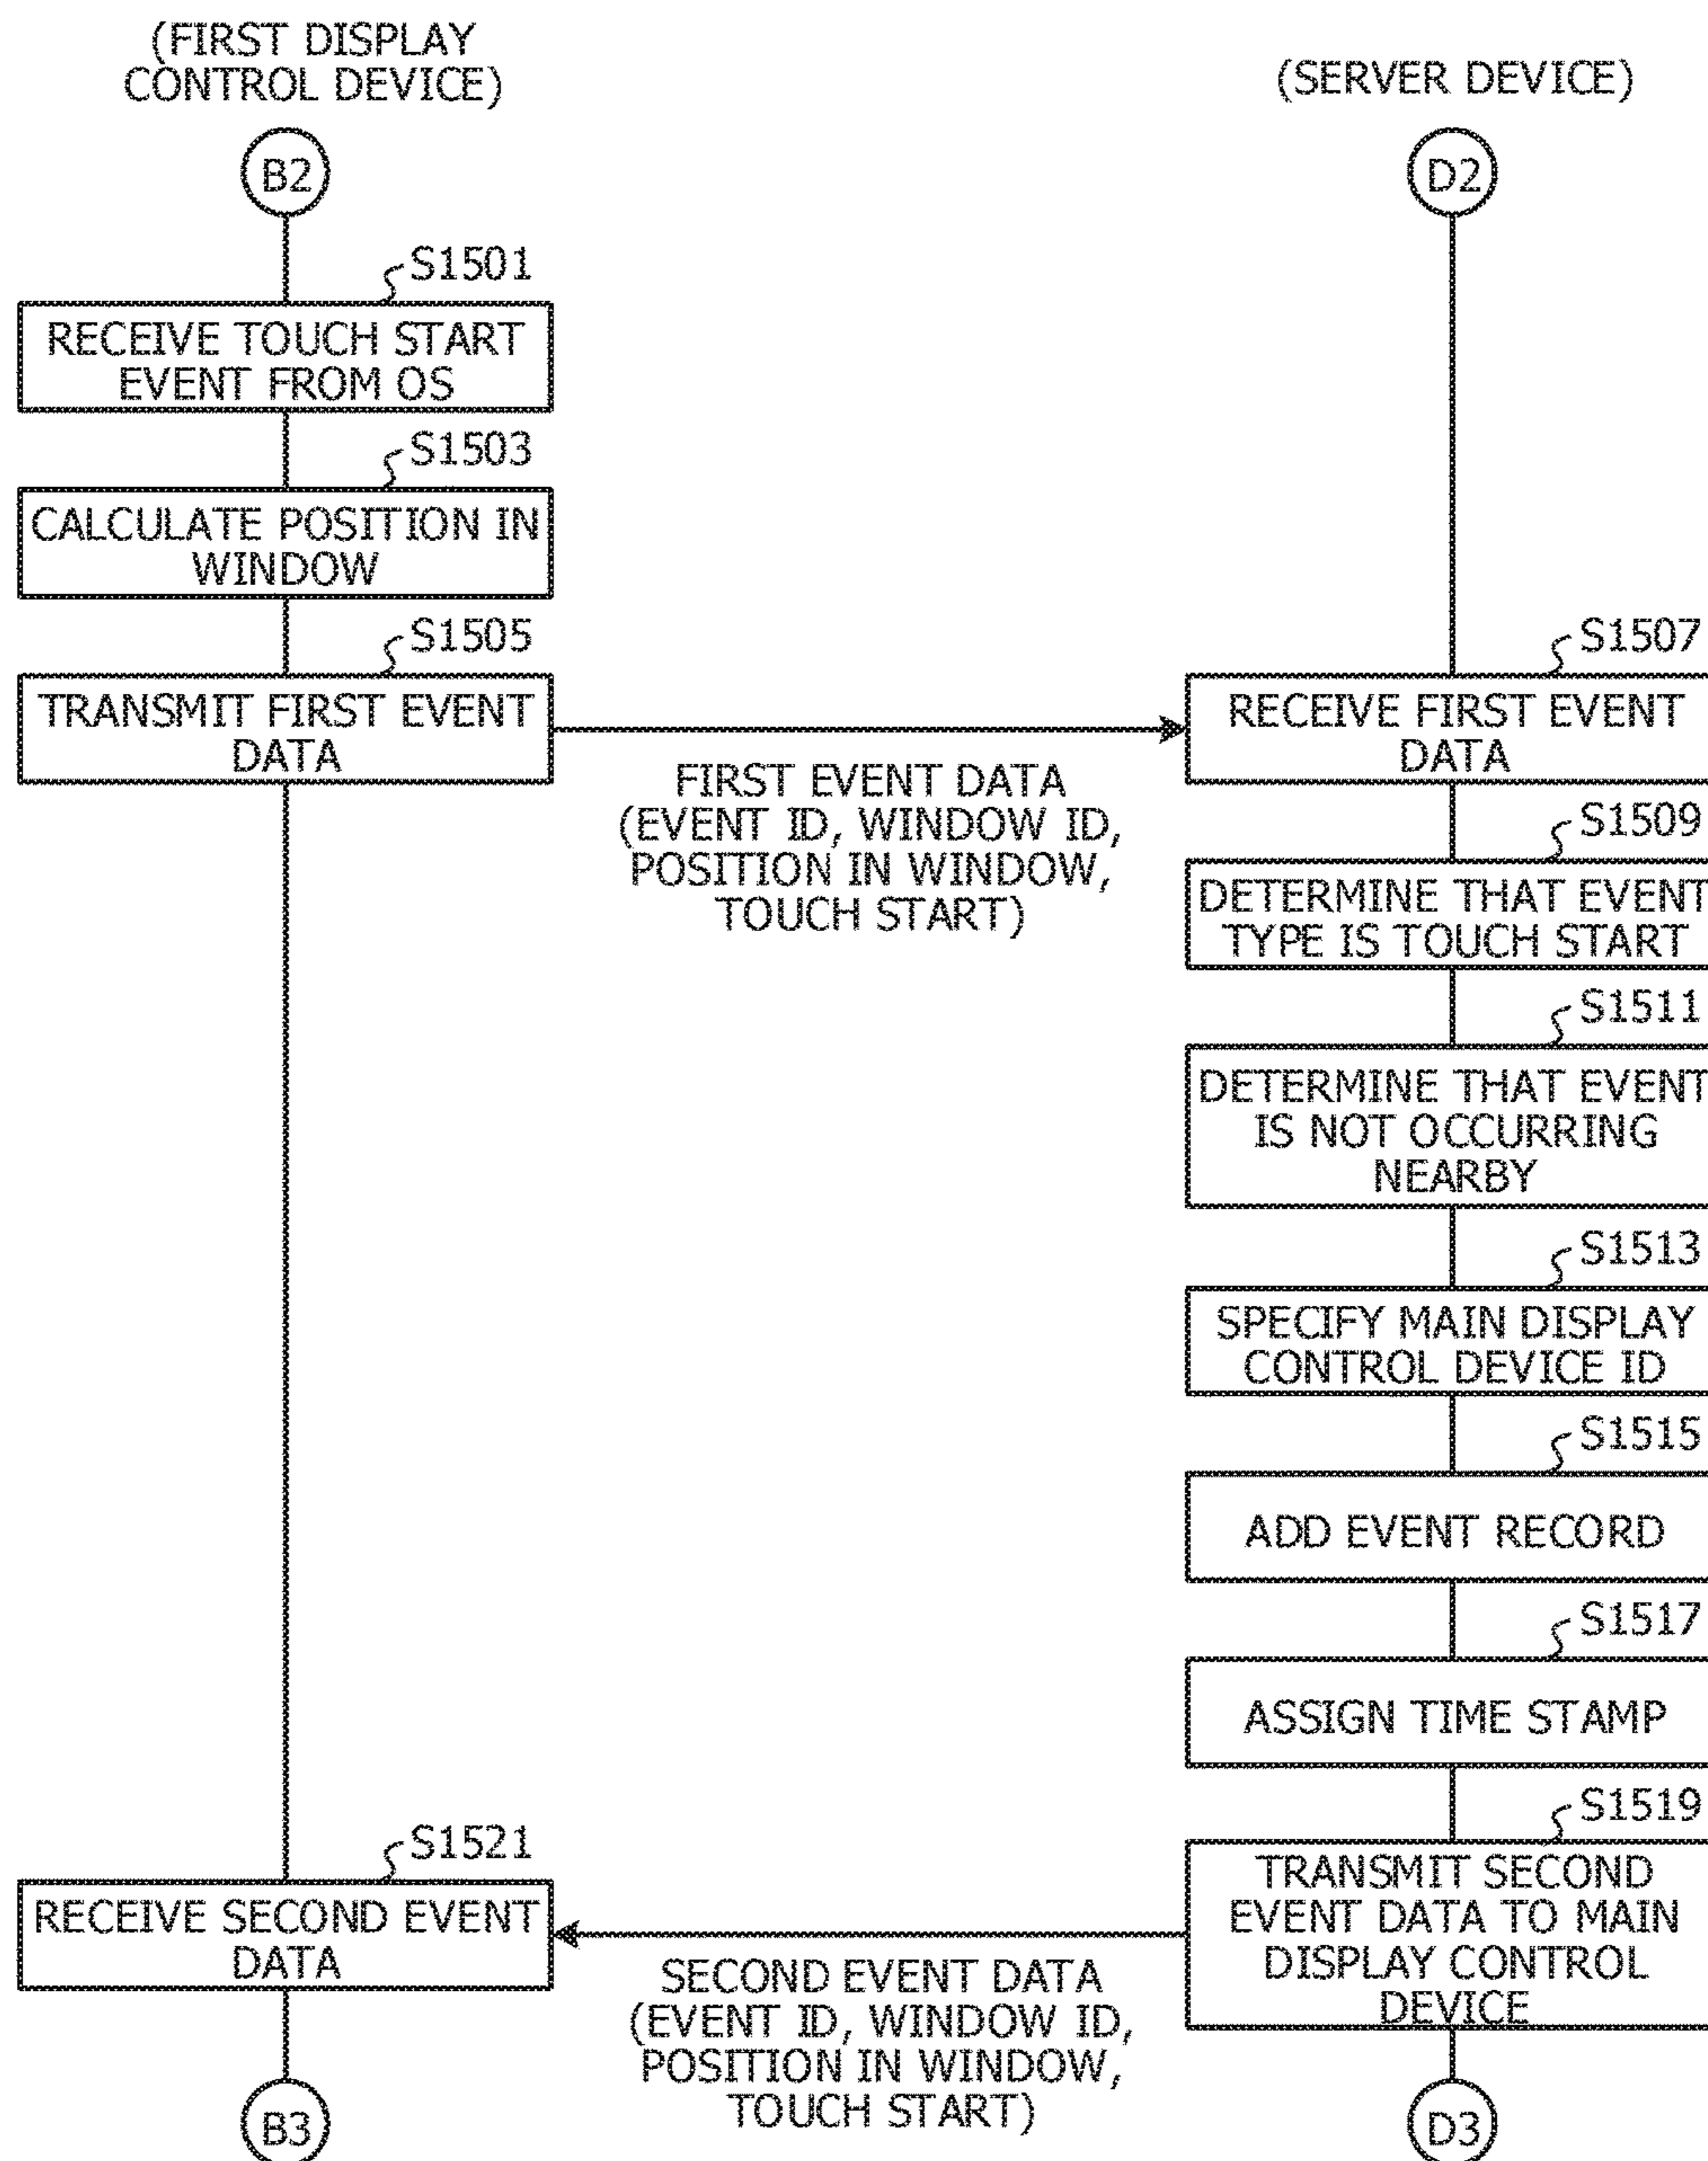 (FIRST DISPLAY
CONTROL DEVICE)
(SERVER DEVICE)
B2
D2
S1501
RECEIVE TOUCH START
EVENT FROM OS
S1503
CALCULATE POSITION IN
WINDOW
S1505
TRANSMIT FIRST EVENT
DATA
FIRST EVENT DATA
(EVENT ID, WINDOW ID,
POSITION IN WINDOW,
TOUCH START)
S1507
RECEIVE FIRST EVENT
DATA
S1509
DETERMINE THAT EVENT
TYPE IS TOUCH START
S1511
DETERMINE THAT EVENT
IS NOT OCCURRING
NEARBY
S1513
SPECIFY MAIN DISPLAY
CONTROL DEVICE ID
S1515
ADD EVENT RECORD
S1517
ASSIGN TIME STAMP
S1519
TRANSMIT SECOND
EVENT DATA TO MAIN
DISPLAY CONTROL
DEVICE
SECOND EVENT DATA
(EVENT ID, WINDOW ID,
POSITION IN WINDOW,
TOUCH START)
S1521
RECEIVE SECOND EVENT
DATA
B3
D3